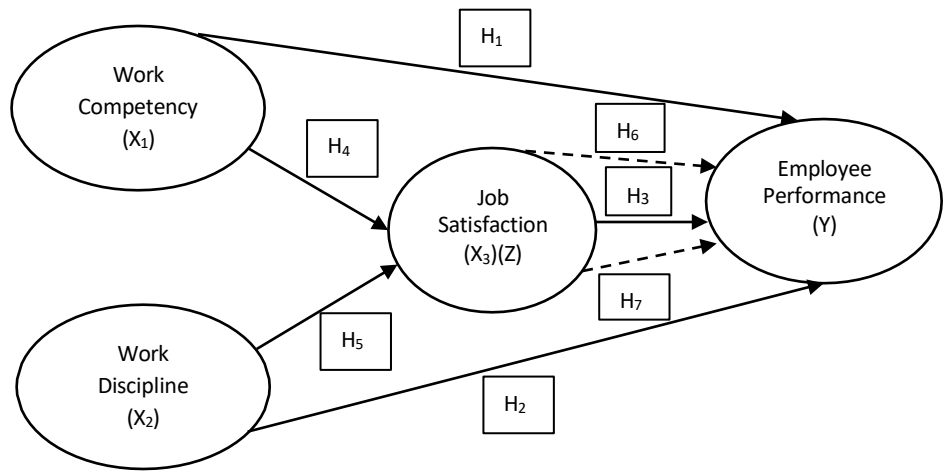 H₁
Work
Competency
(X₁)
H₄
H₆
Employee
Performance
(Y)
Job
Satisfaction
(X₃)(Z)
H₃
H₇
H₅
Work
Discipline
(X₂)
H₂